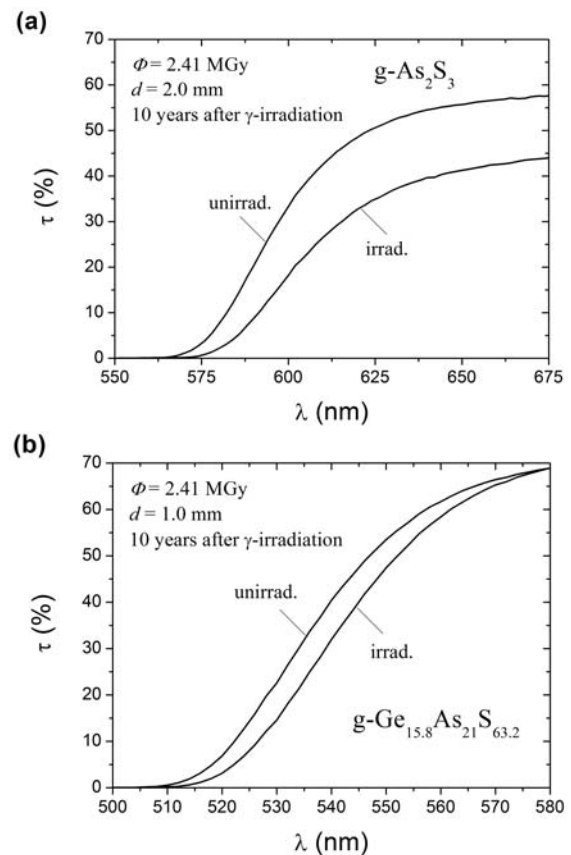 (a)
70
60
50
40
30
20
10
0
τ (%)
Φ = 2.41 MGy
d = 2.0 mm
10 years after γ-irradiation
g-As₂S₃
unirrad.
irrad.
550 575 600 625 650 675
λ (nm)
(b)
70
60
50
40
30
20
10
0
τ (%)
Φ = 2.41 MGy
d = 1.0 mm
10 years after γ-irradiation
unirrad.
irrad.
g-Ge₁₅.₈As₂₁S₆₃.₂
500 510 520 530 540 550 560 570 580
λ (nm)